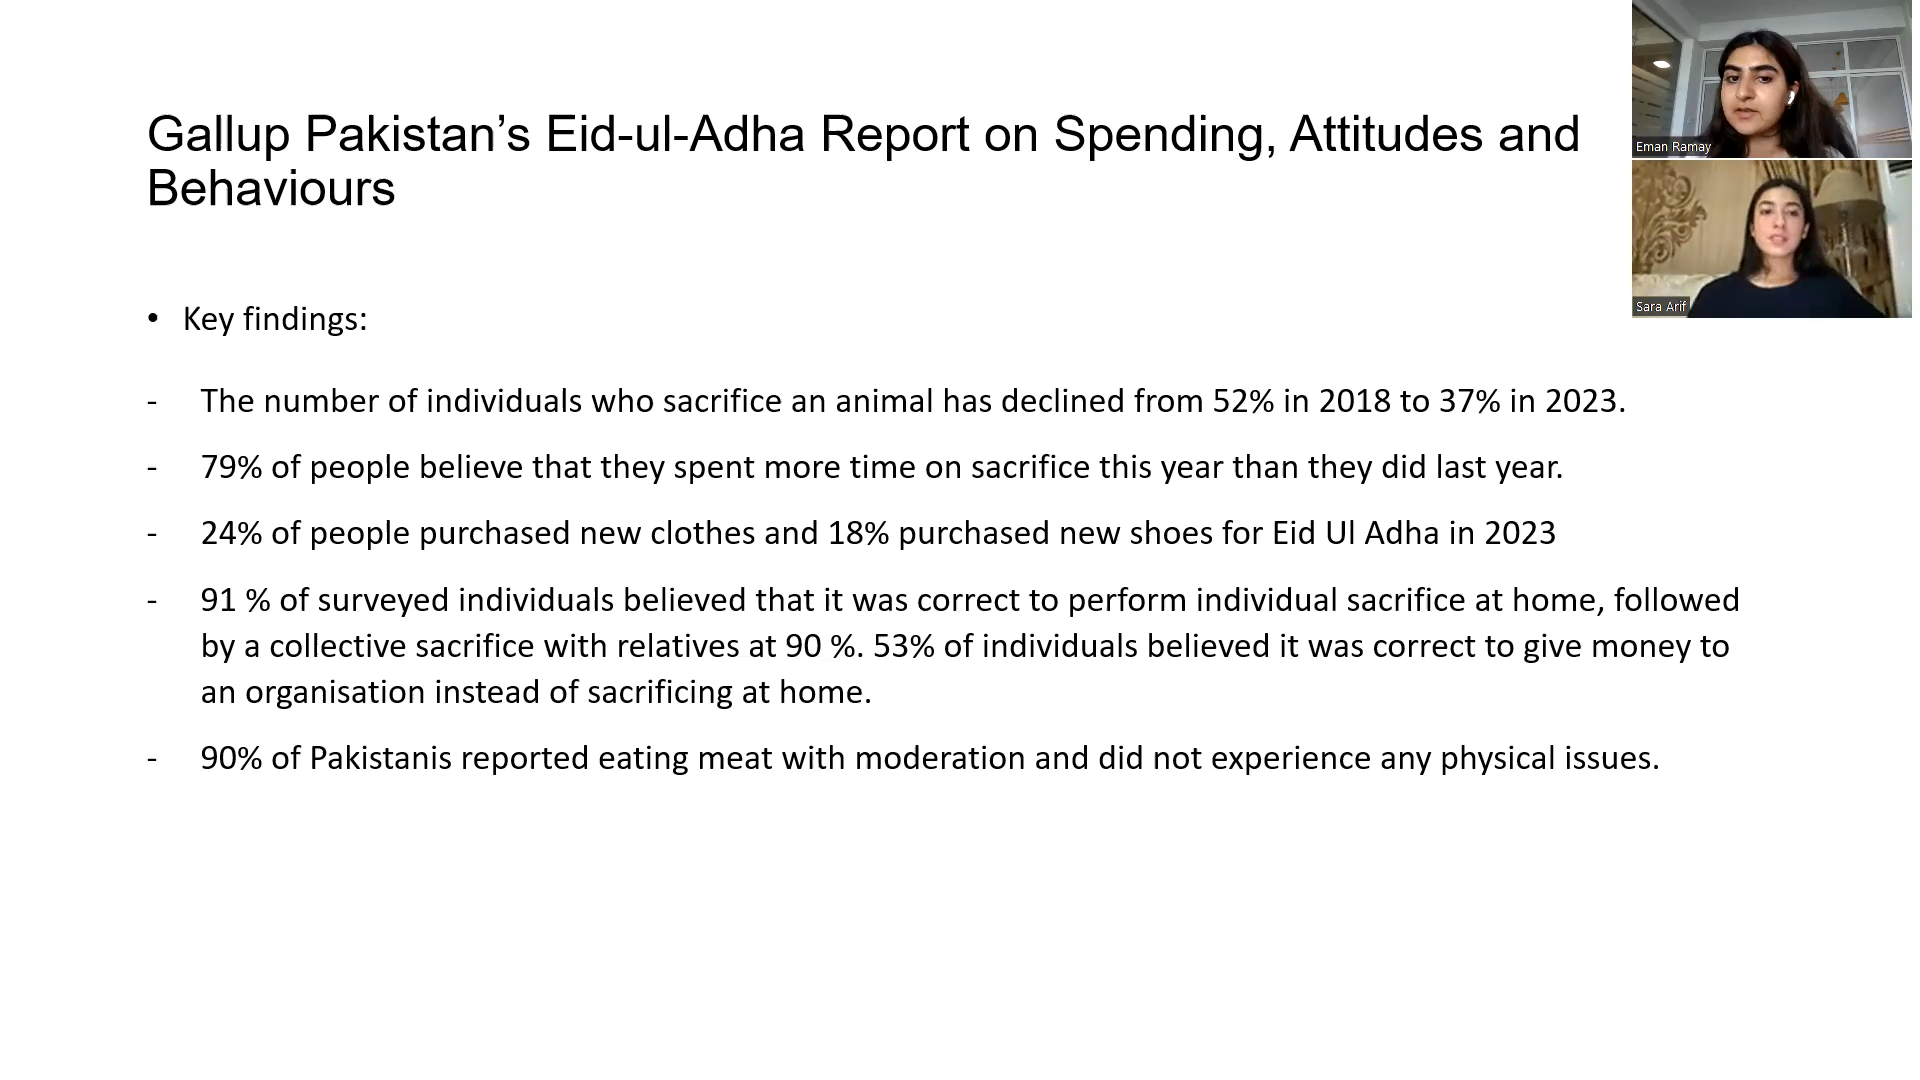 Gallup Pakistan’s Eid-ul-Adha Report on Spending, Attitudes and
Behaviours
• Key findings:
- The number of individuals who sacrifice an animal has declined from 52% in 2018 to 37% in 2023.
- 79% of people believe that they spent more time on sacrifice this year than they did last year.
- 24% of people purchased new clothes and 18% purchased new shoes for Eid Ul Adha in 2023
- 91 % of surveyed individuals believed that it was correct to perform individual sacrifice at home, followed
by a collective sacrifice with relatives at 90 %. 53% of individuals believed it was correct to give money to
an organisation instead of sacrificing at home.
- 90% of Pakistanis reported eating meat with moderation and did not experience any physical issues.
Eman Ramay
Sara Arif